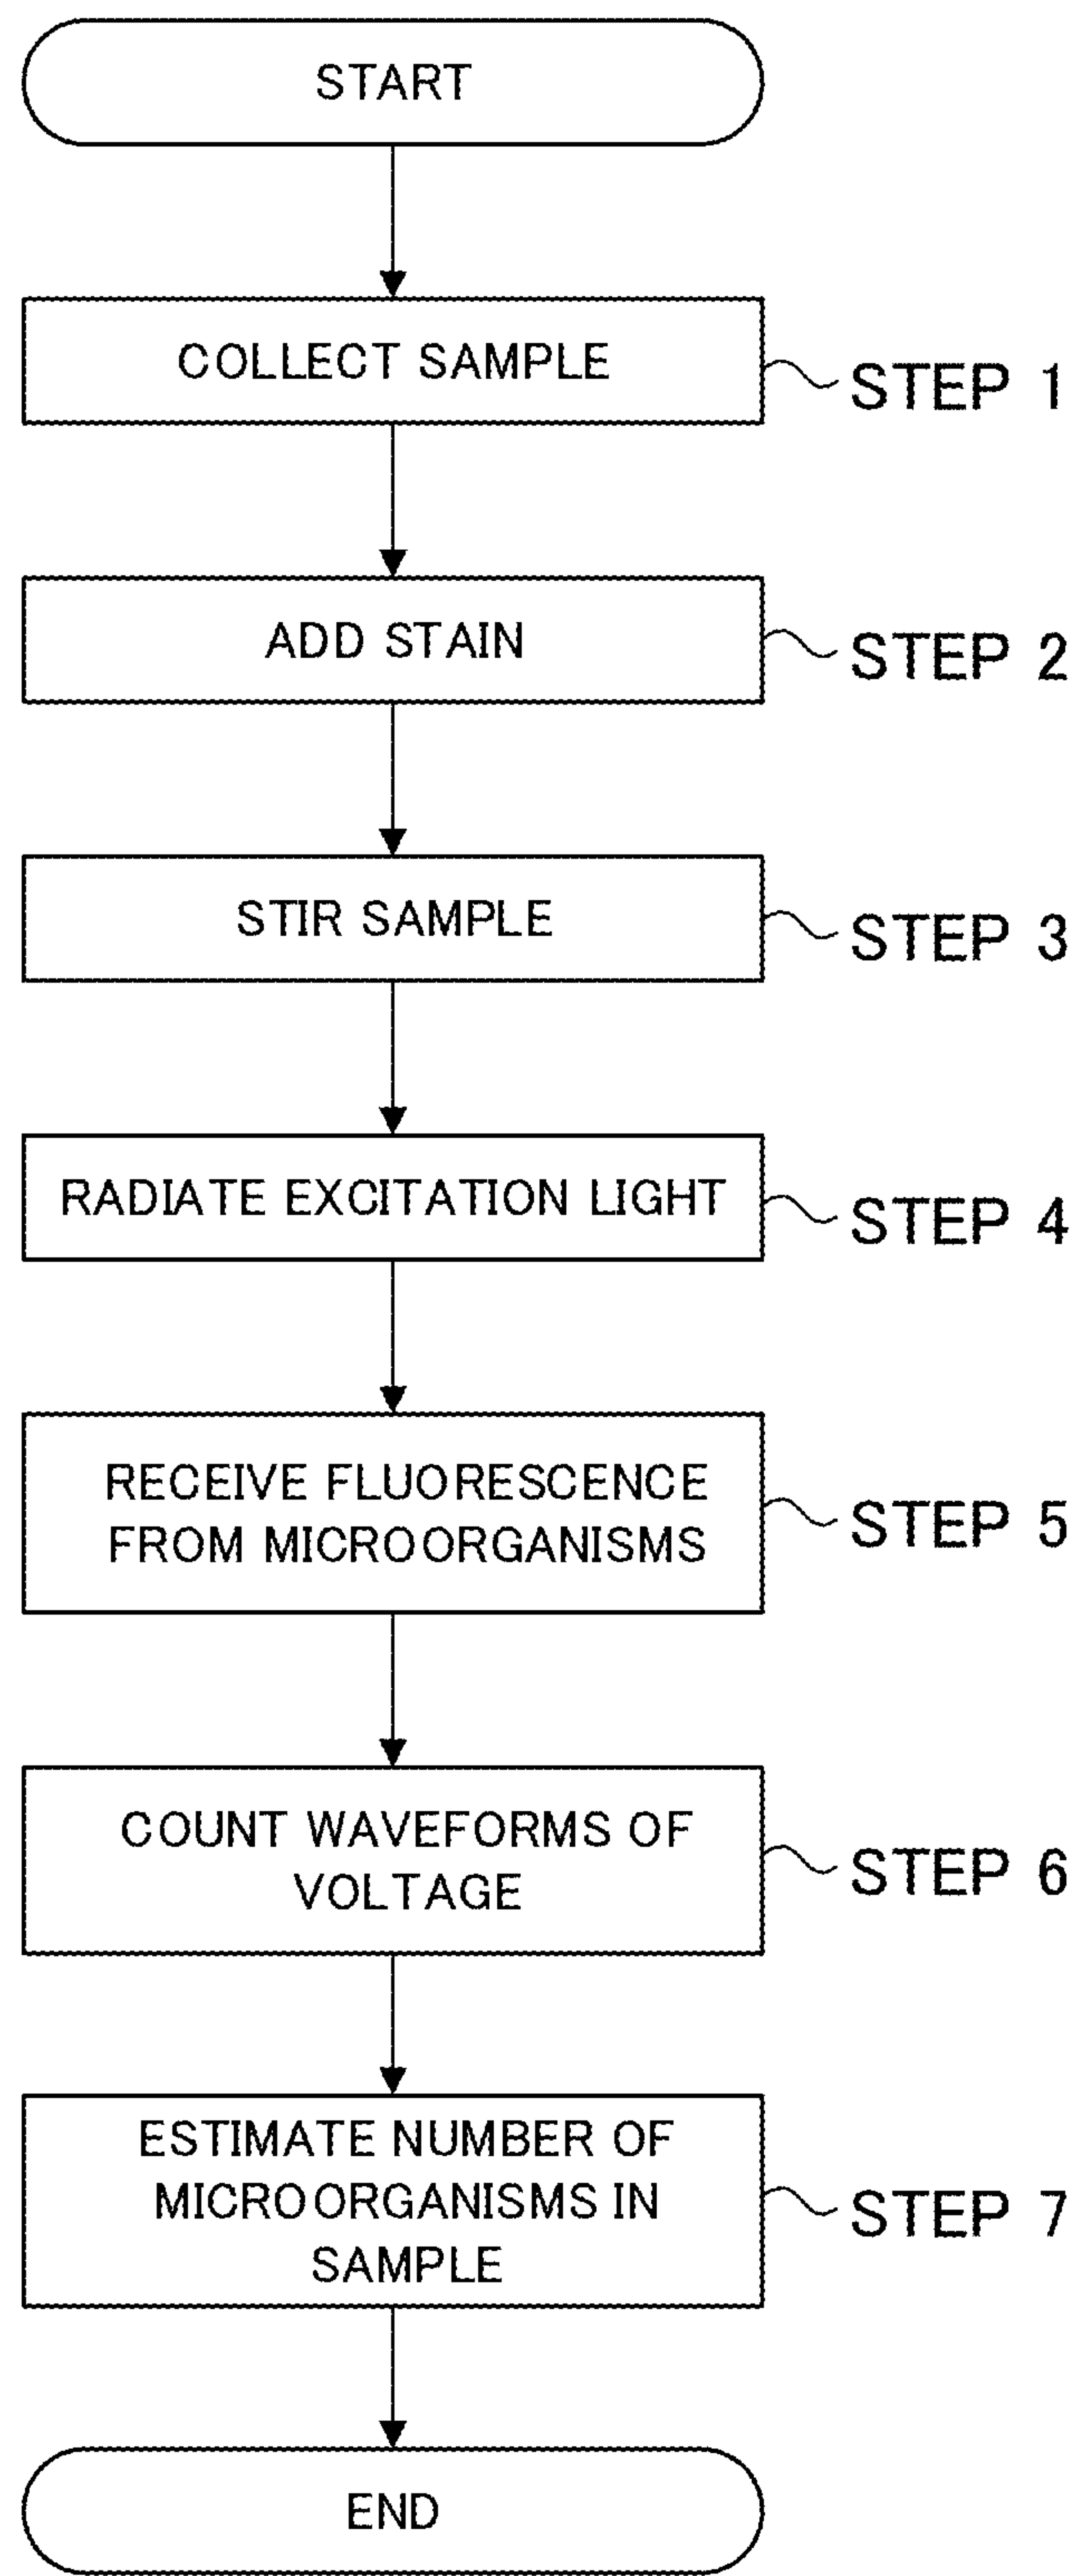 START
COLLECT SAMPLE
STEP 1
ADD STAIN
STEP 2
STIR SAMPLE
STEP 3
RADIATE EXCITATION LIGHT
STEP 4
RECEIVE FLUORESCENCE
FROM MICROORGANISMS
STEP 5
COUNT WAVEFORMS OF
VOLTAGE
STEP 6
ESTIMATE NUMBER OF
MICROORGANISMS IN
SAMPLE
STEP 7
END